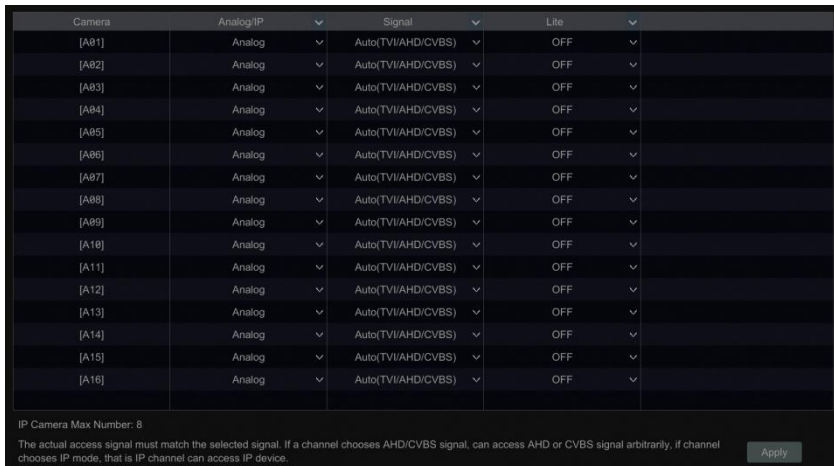 Camera Analog/IP Signal Lite
[A01] Analog Auto(TVI/AHD/CVBS) OFF
[A02] Analog Auto(TVI/AHD/CVBS) OFF
[A03] Analog Auto(TVI/AHD/CVBS) OFF
[A04] Analog Auto(TVI/AHD/CVBS) OFF
[A05] Analog Auto(TVI/AHD/CVBS) OFF
[A06] Analog Auto(TVI/AHD/CVBS) OFF
[A07] Analog Auto(TVI/AHD/CVBS) OFF
[A08] Analog Auto(TVI/AHD/CVBS) OFF
[A09] Analog Auto(TVI/AHD/CVBS) OFF
[A10] Analog Auto(TVI/AHD/CVBS) OFF
[A11] Analog Auto(TVI/AHD/CVBS) OFF
[A12] Analog Auto(TVI/AHD/CVBS) OFF
[A13] Analog Auto(TVI/AHD/CVBS) OFF
[A14] Analog Auto(TVI/AHD/CVBS) OFF
[A15] Analog Auto(TVI/AHD/CVBS) OFF
[A16] Analog Auto(TVI/AHD/CVBS) OFF
IP Camera Max Number: 8
The actual access signal must match the selected signal. If a channel chooses AHD/CVBS signal, can access AHD or CVBS signal arbitrarily, if channel
chooses IP mode, that is IP channel can access IP device.
Apply